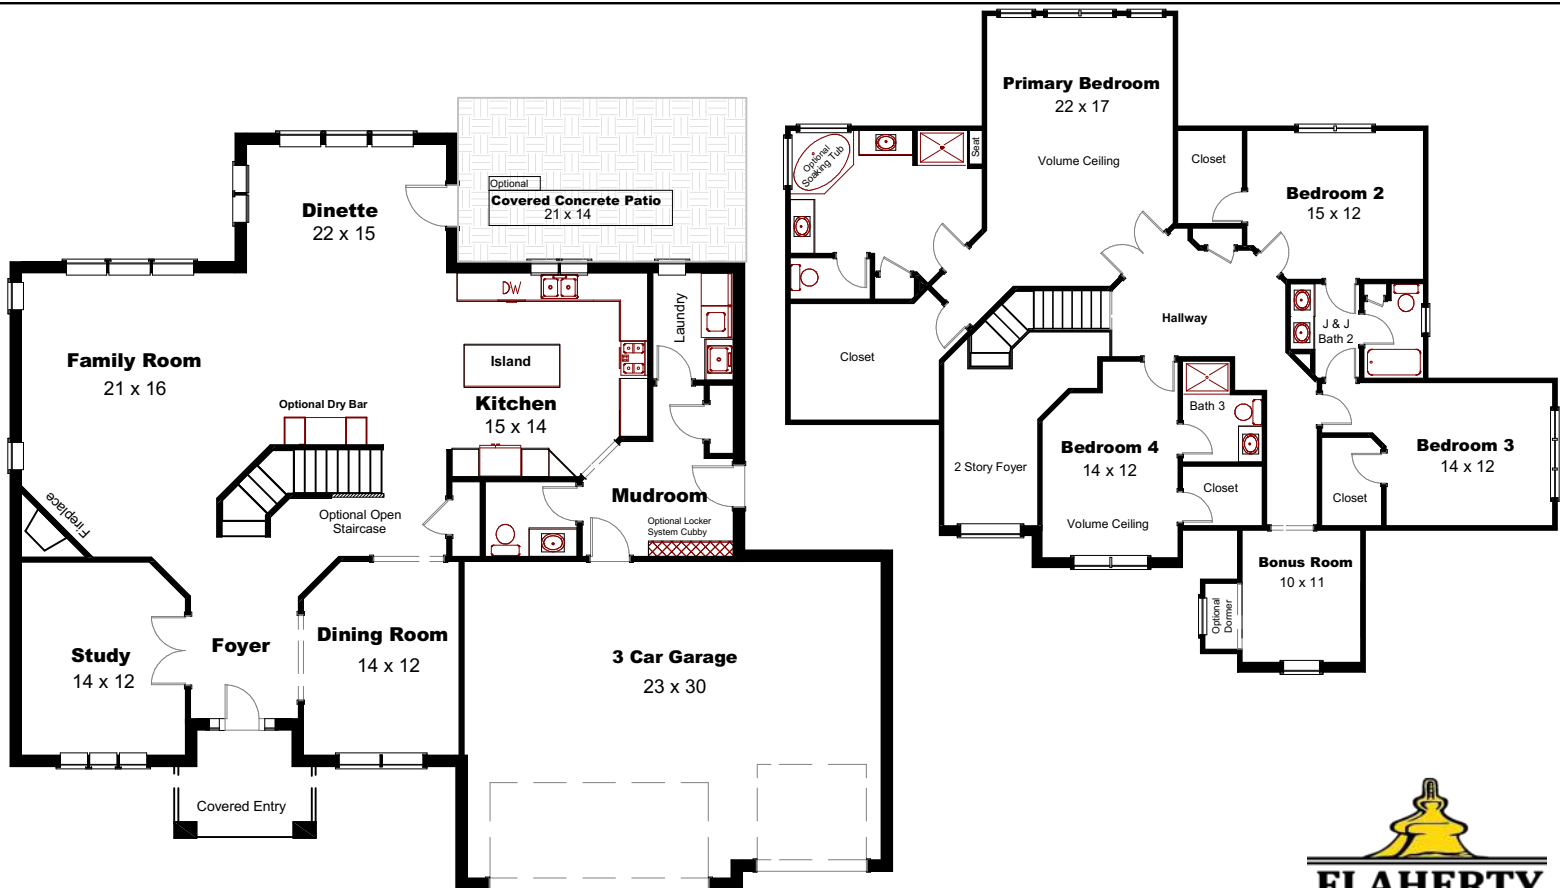 Primary Bedroom
22 x 17
Volume Ceiling
Optional
Soaking Tub
Seat
Closet
Bedroom 2
15 x 12
Optional
Covered Concrete Patio
21 x 14
Dinette
22 x 15
DW
Laundry
Island
Family Room
21 x 16
Optional Dry Bar
Kitchen
15 x 14
Fireplace
Optional Open
Staircase
Mudroom
Optional Locker
System Cubby
Study
14 x 12
Foyer
Dining Room
14 x 12
3 Car Garage
23 x 30
Covered Entry
Closet
Hallway
J & J
Bath 2
2 Story Foyer
Bedroom 4
14 x 12
Volume Ceiling
Bath 3
Closet
Bedroom 3
14 x 12
Closet
Bonus Room
10 x 11
Optional
Dormer
FLAHERTY